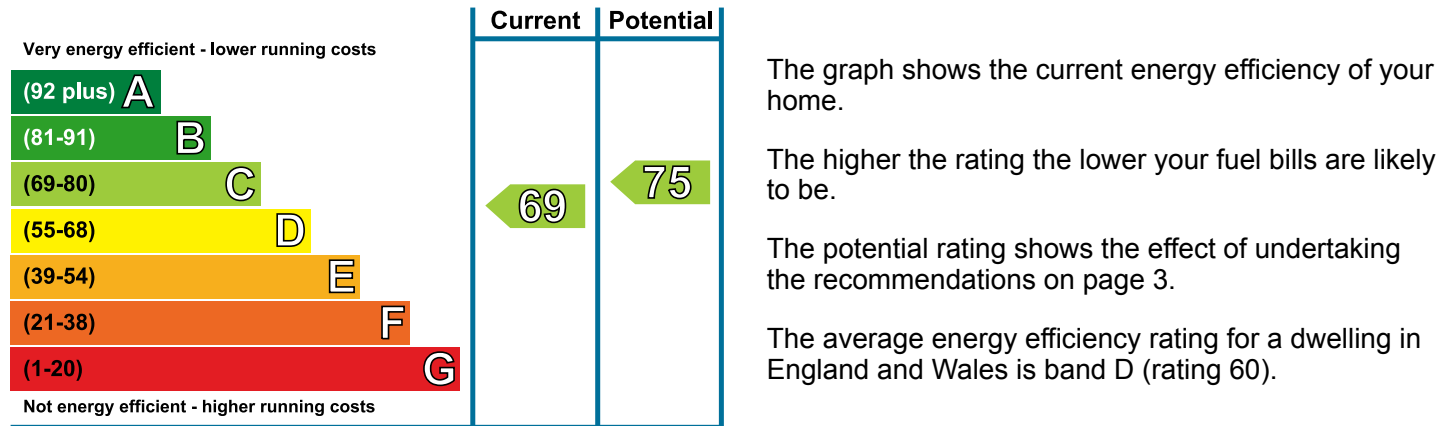 Current Potential
Very energy efficient - lower running costs
(92 plus) A
(81-91) B
(69-80) C
(55-68) D
(39-54) E
(21-38) F
(1-20) G
Not energy efficient - higher running costs
69
75
The graph shows the current energy efficiency of your
home.
The higher the rating the lower your fuel bills are likely
to be.
The potential rating shows the effect of undertaking
the recommendations on page 3.
The average energy efficiency rating for a dwelling in
England and Wales is band D (rating 60).